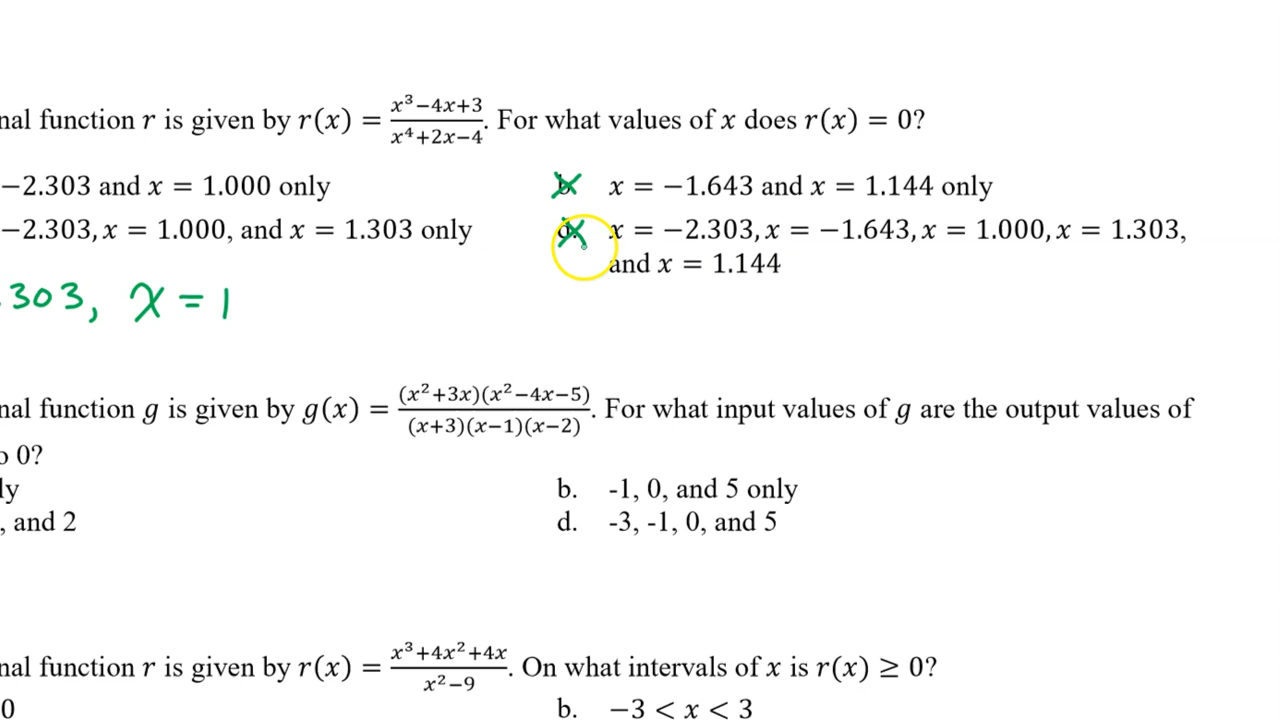 nal function r is given by r(x) = (x³−4x+3)/(x⁴+2x−4). For what values of x does r(x) = 0?
−2.303 and x = 1.000 only
b. x = −1.643 and x = 1.144 only
−2.303, x = 1.000, and x = 1.303 only
d. x = −2.303, x = −1.643, x = 1.000, x = 1.303,
and x = 1.144
303, x = 1
nal function g is given by g(x) = (x²+3x)(x²−4x−5)/(x+3)(x−1)(x−2). For what input values of g are the output values of
o 0?
ly
b. -1, 0, and 5 only
, and 2
d. -3, -1, 0, and 5
nal function r is given by r(x) = (x³+4x²+4x)/(x²−9). On what intervals of x is r(x) ≥ 0?
0
b. −3 < x < 3